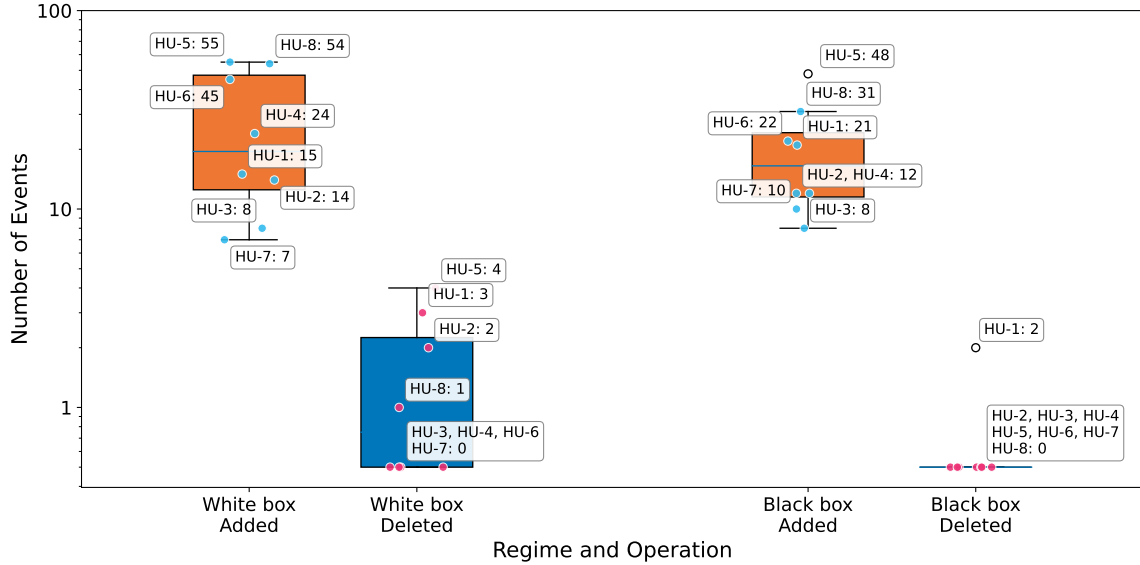 100
10
1
Number of Events
HU-5: 55
HU-8: 54
HU-6: 45
HU-4: 24
HU-1: 15
HU-2: 14
HU-3: 8
HU-7: 7
HU-5: 4
HU-1: 3
HU-2: 2
HU-8: 1
HU-3, HU-4, HU-6
HU-7: 0
HU-5: 48
HU-8: 31
HU-6: 22
HU-1: 21
HU-2, HU-4: 12
HU-7: 10
HU-3: 8
HU-1: 2
HU-2, HU-3, HU-4
HU-5, HU-6, HU-7
HU-8: 0
White box
Added
White box
Deleted
Black box
Added
Black box
Deleted
Regime and Operation